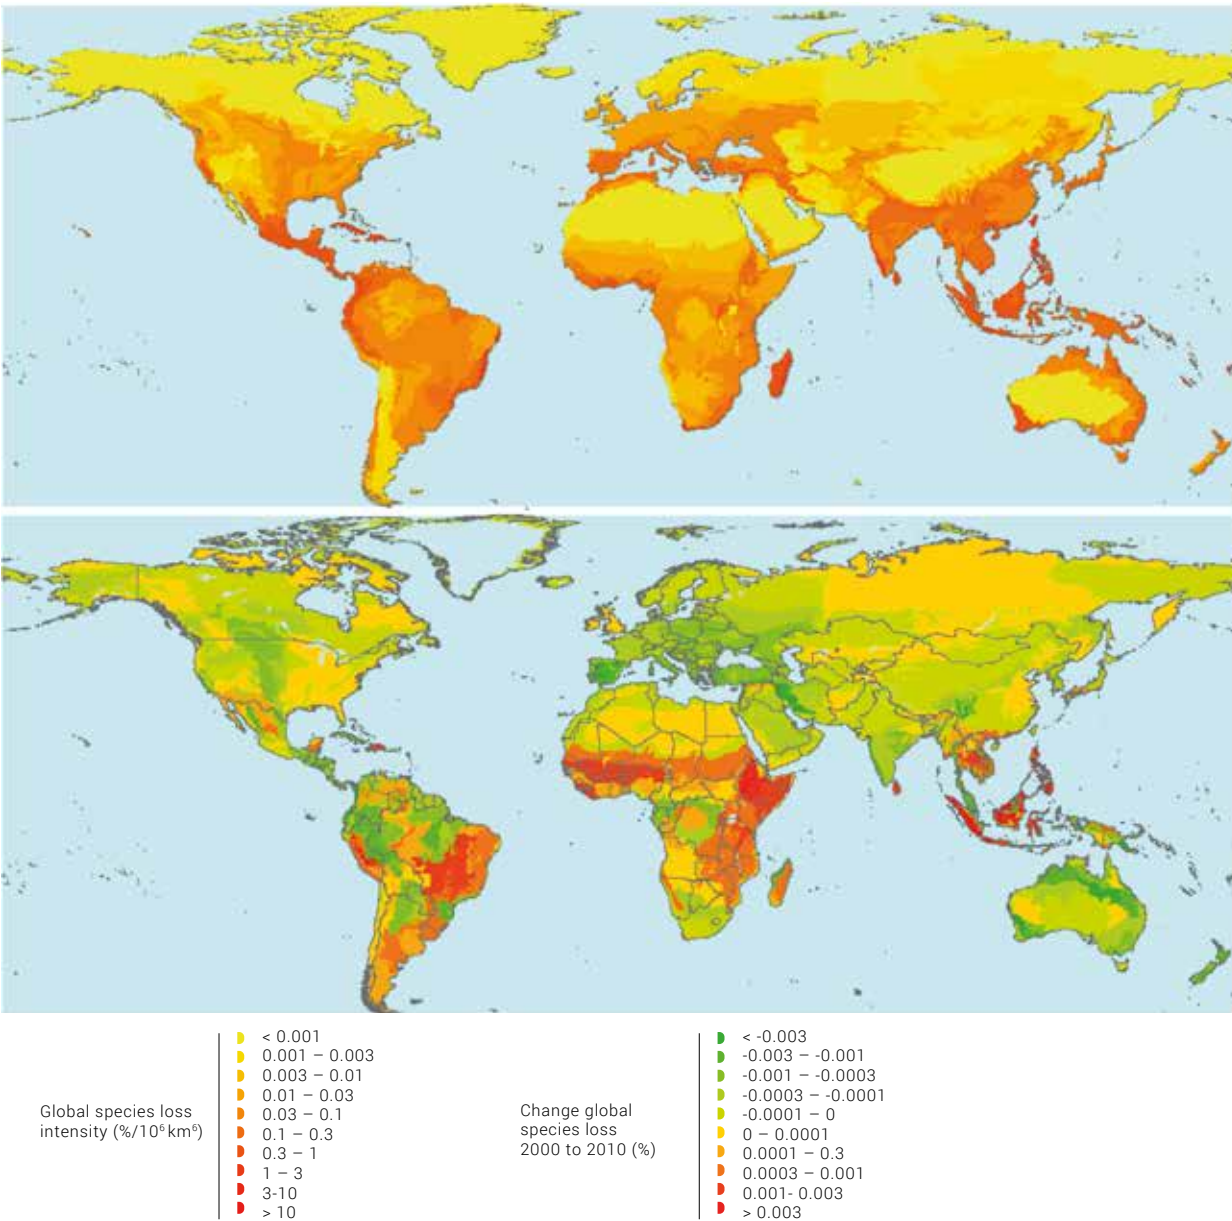 Global species loss
intensity (%/10⁶ km⁶)
< 0.001
0.001 – 0.003
0.003 – 0.01
0.01 – 0.03
0.03 – 0.1
0.1 – 0.3
0.3 – 1
1 – 3
3-10
> 10
Change global
species loss
2000 to 2010 (%)
< -0.003
-0.003 – -0.001
-0.001 – -0.0003
-0.0003 – -0.0001
-0.0001 – 0
0 – 0.0001
0.0001 – 0.3
0.0003 – 0.001
0.001- 0.003
> 0.003